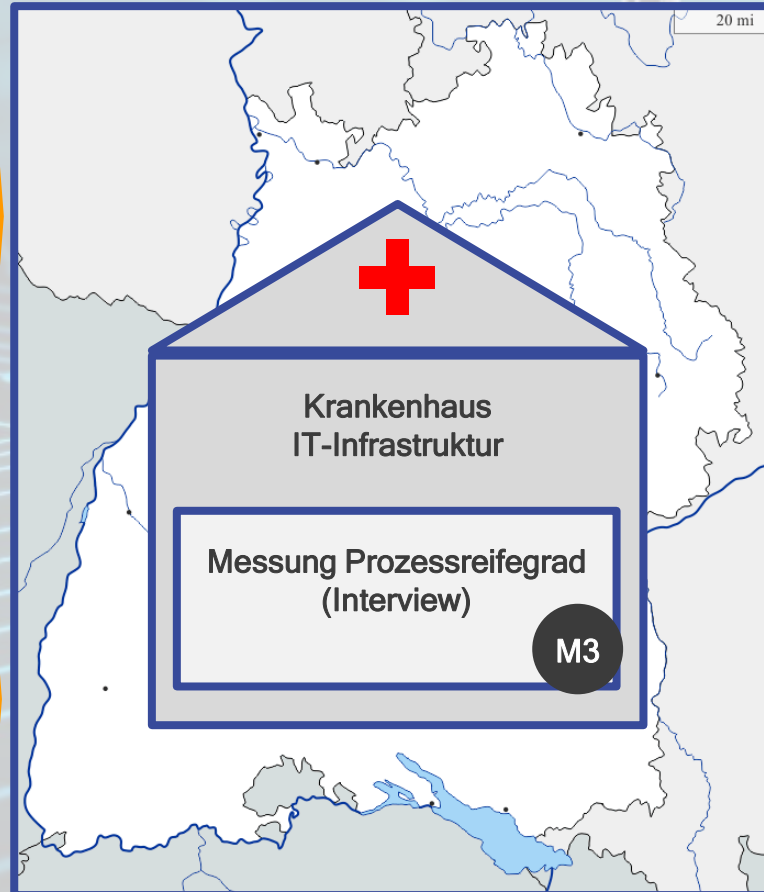 20 mi
Krankenhaus
IT-Infrastruktur
Messung Prozessreifegrad
(Interview)
M3